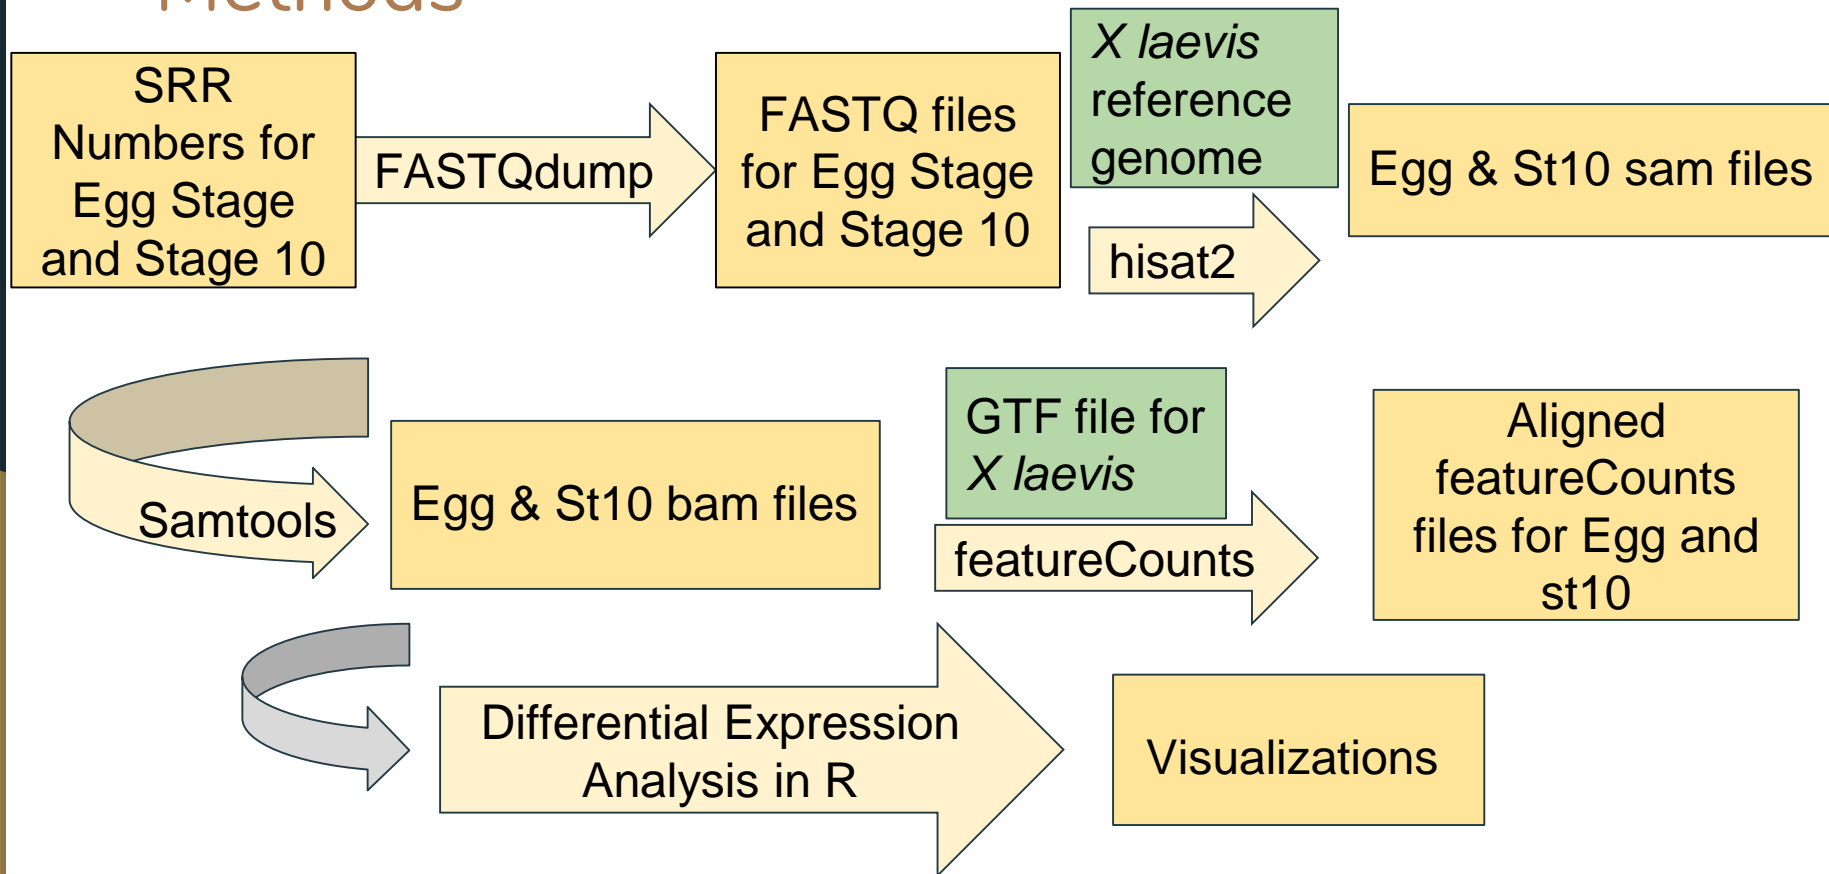 Methods
SRR
Numbers for
Egg Stage
and Stage 10
FASTQdump
FASTQ files
for Egg Stage
and Stage 10
X laevis
reference
genome
hisat2
Egg & St10 sam files
Samtools
Egg & St10 bam files
GTF file for
X laevis
featureCounts
Aligned
featureCounts
files for Egg and
st10
Differential Expression
Analysis in R
Visualizations